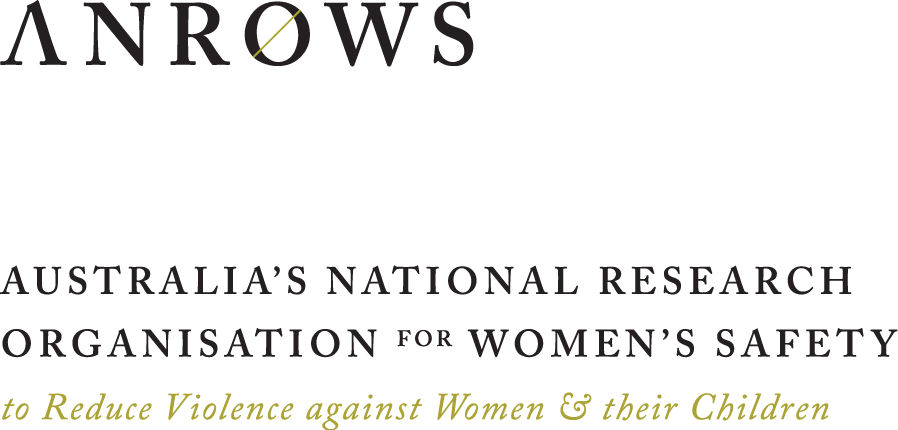 ANROWS
AUSTRALIA’S NATIONAL RESEARCH
ORGANISATION FOR WOMEN’S SAFETY
to Reduce Violence against Women & their Children